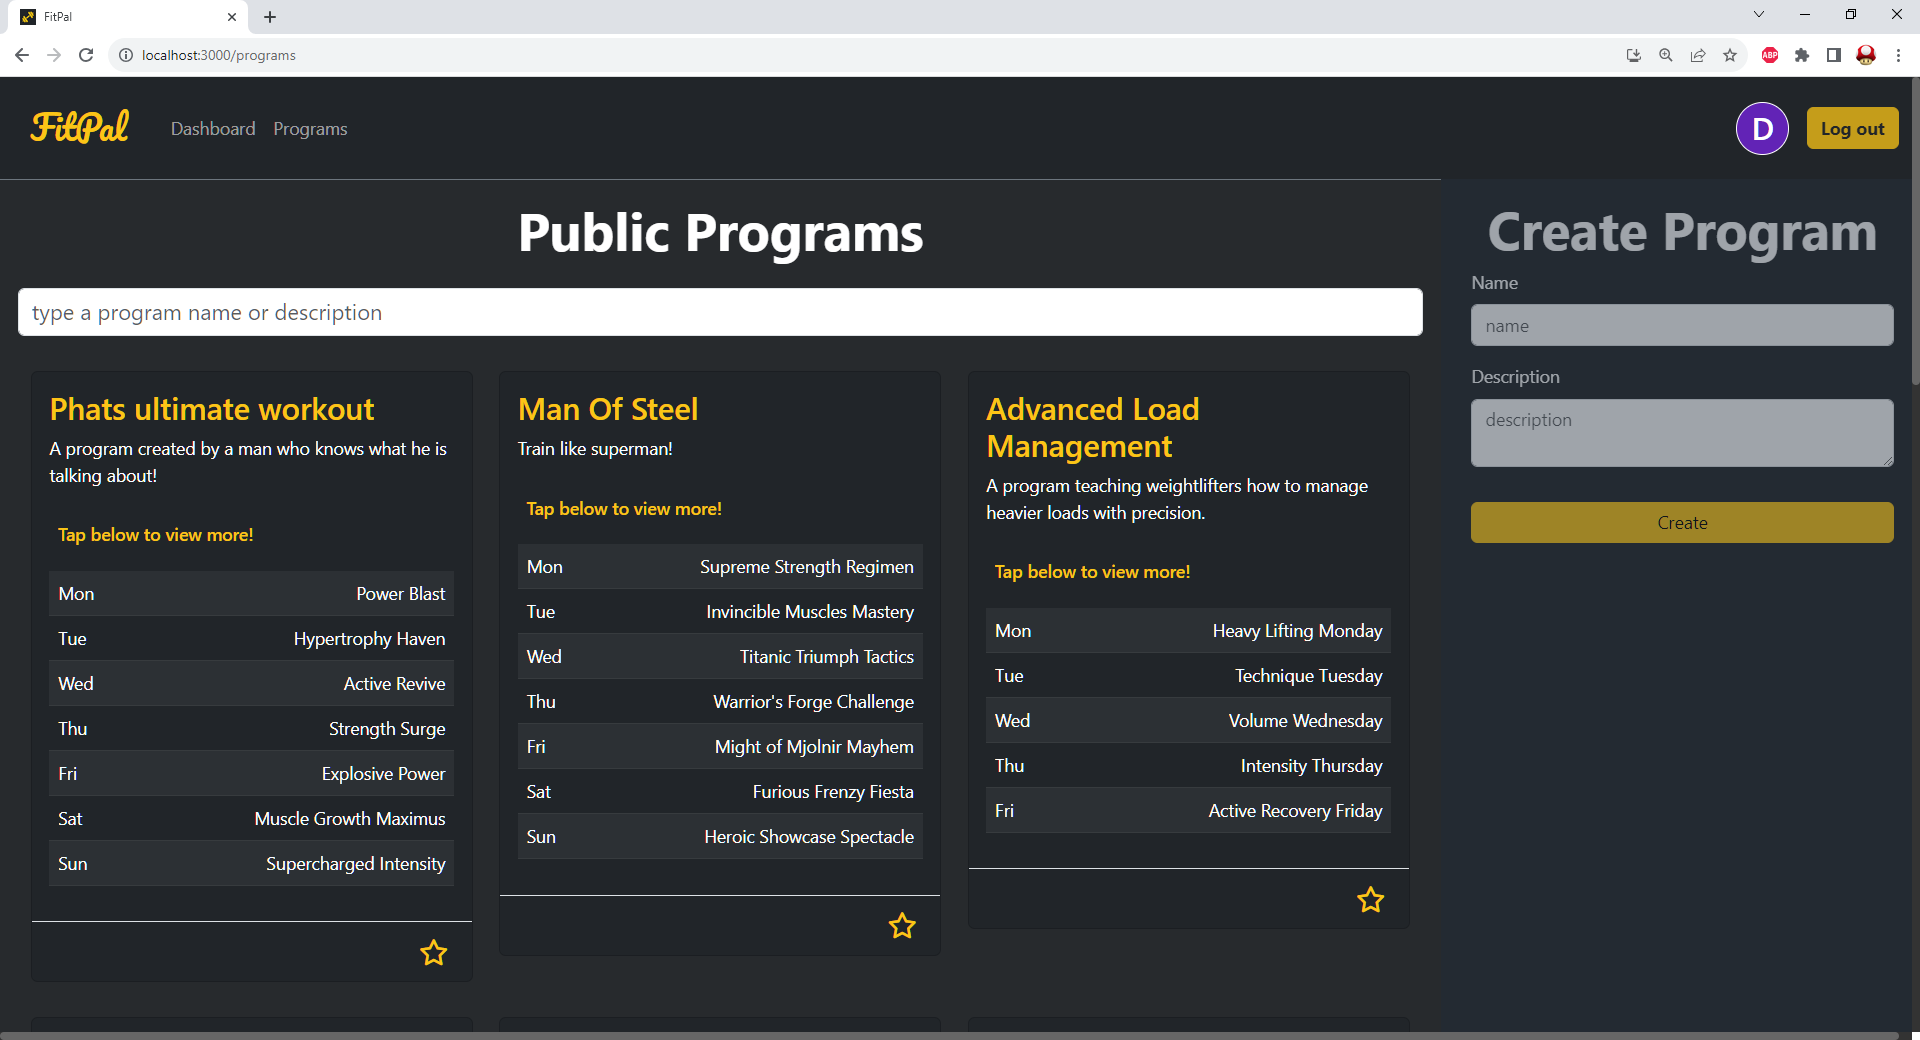 FitPal
localhost:3000/programs
ABP
FitPal
Dashboard
Programs
D
Log out
Public Programs
type a program name or description
Phats ultimate workout
A program created by a man who knows what he is
talking about!
Tap below to view more!
Mon Power Blast
Tue Hypertrophy Haven
Wed Active Revive
Thu Strength Surge
Fri Explosive Power
Sat Muscle Growth Maximus
Sun Supercharged Intensity
Man Of Steel
Train like superman!
Tap below to view more!
Mon Supreme Strength Regimen
Tue Invincible Muscles Mastery
Wed Titanic Triumph Tactics
Thu Warrior's Forge Challenge
Fri Might of Mjolnir Mayhem
Sat Furious Frenzy Fiesta
Sun Heroic Showcase Spectacle
Advanced Load
Management
A program teaching weightlifters how to manage
heavier loads with precision.
Tap below to view more!
Mon Heavy Lifting Monday
Tue Technique Tuesday
Wed Volume Wednesday
Thu Intensity Thursday
Fri Active Recovery Friday
Create Program
Name
name
Description
description
Create